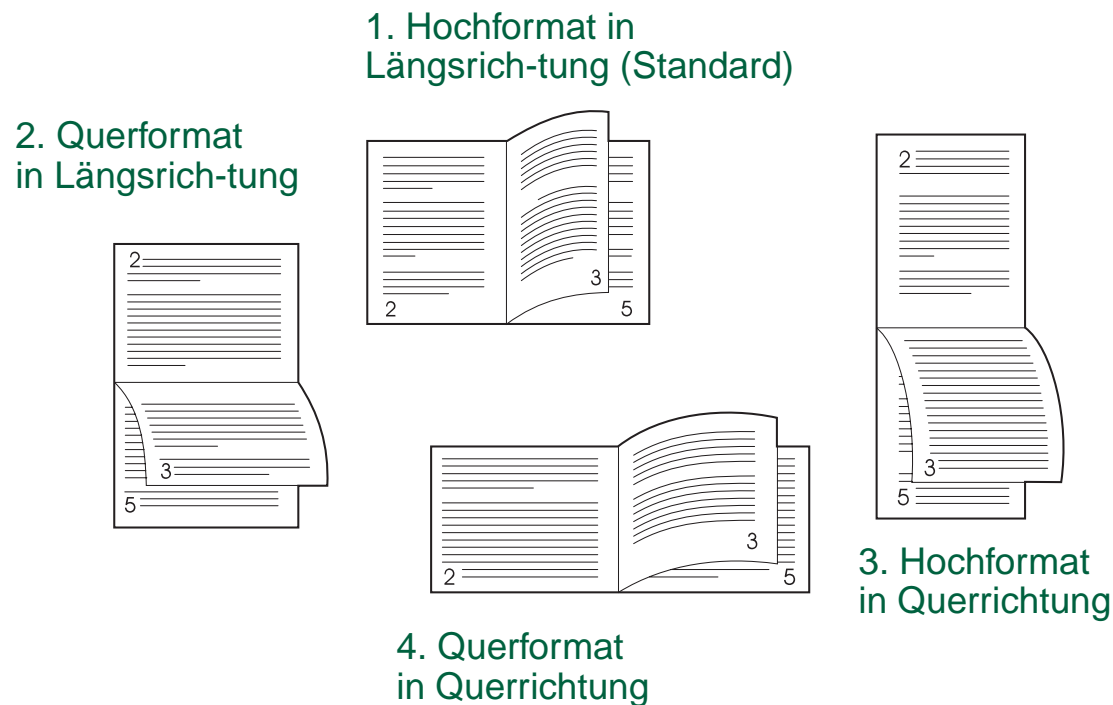 1. Hochformat in
Längsrich-tung (Standard)
2. Querformat
in Längsrich-tung
2
3
5
2
3
5
2
3
5
2
3
5
3. Hochformat
in Querrichtung
4. Querformat
in Querrichtung